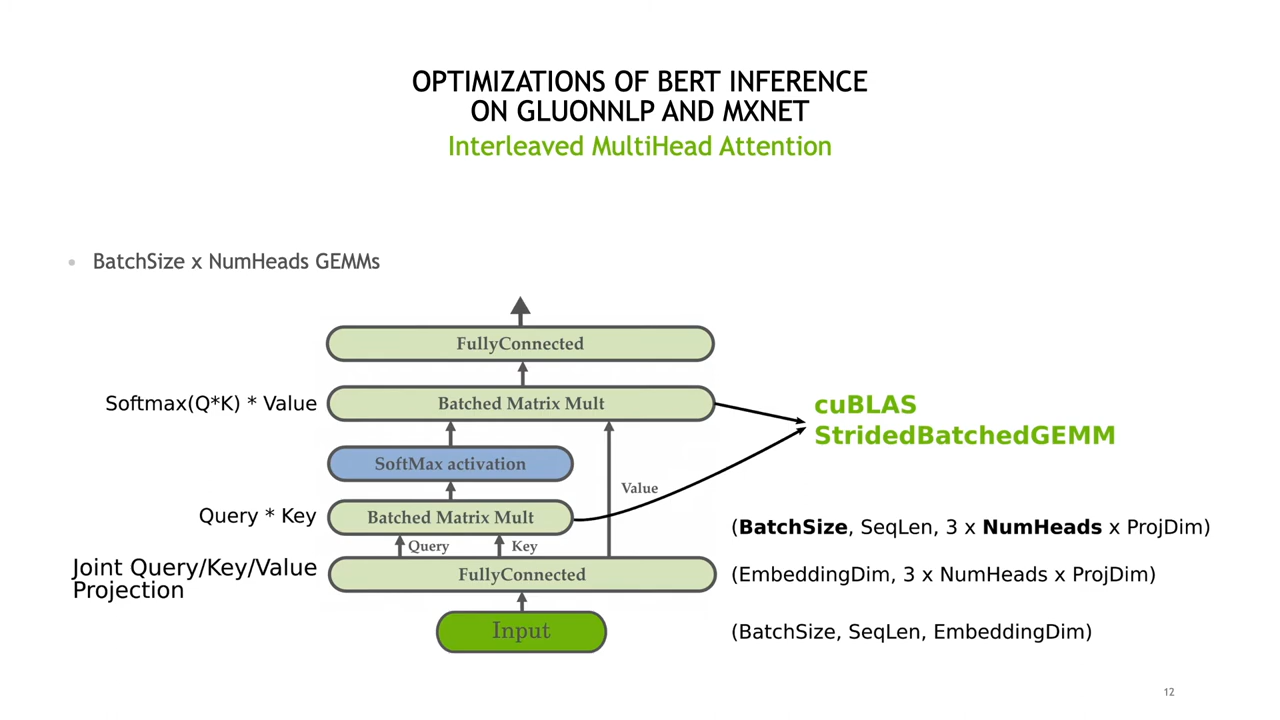 OPTIMIZATIONS OF BERT INFERENCE
ON GLUONNLP AND MXNET
Interleaved MultiHead Attention
• BatchSize x NumHeads GEMMs
FullyConnected
Softmax(Q*K) * Value
Batched Matrix Mult
cuBLAS
StridedBatchedGEMM
SoftMax activation
Value
Query * Key
Batched Matrix Mult
(BatchSize, SeqLen, 3 x NumHeads x ProjDim)
Query
Key
Joint Query/Key/Value
Projection
FullyConnected
(EmbeddingDim, 3 x NumHeads x ProjDim)
Input
(BatchSize, SeqLen, EmbeddingDim)
12